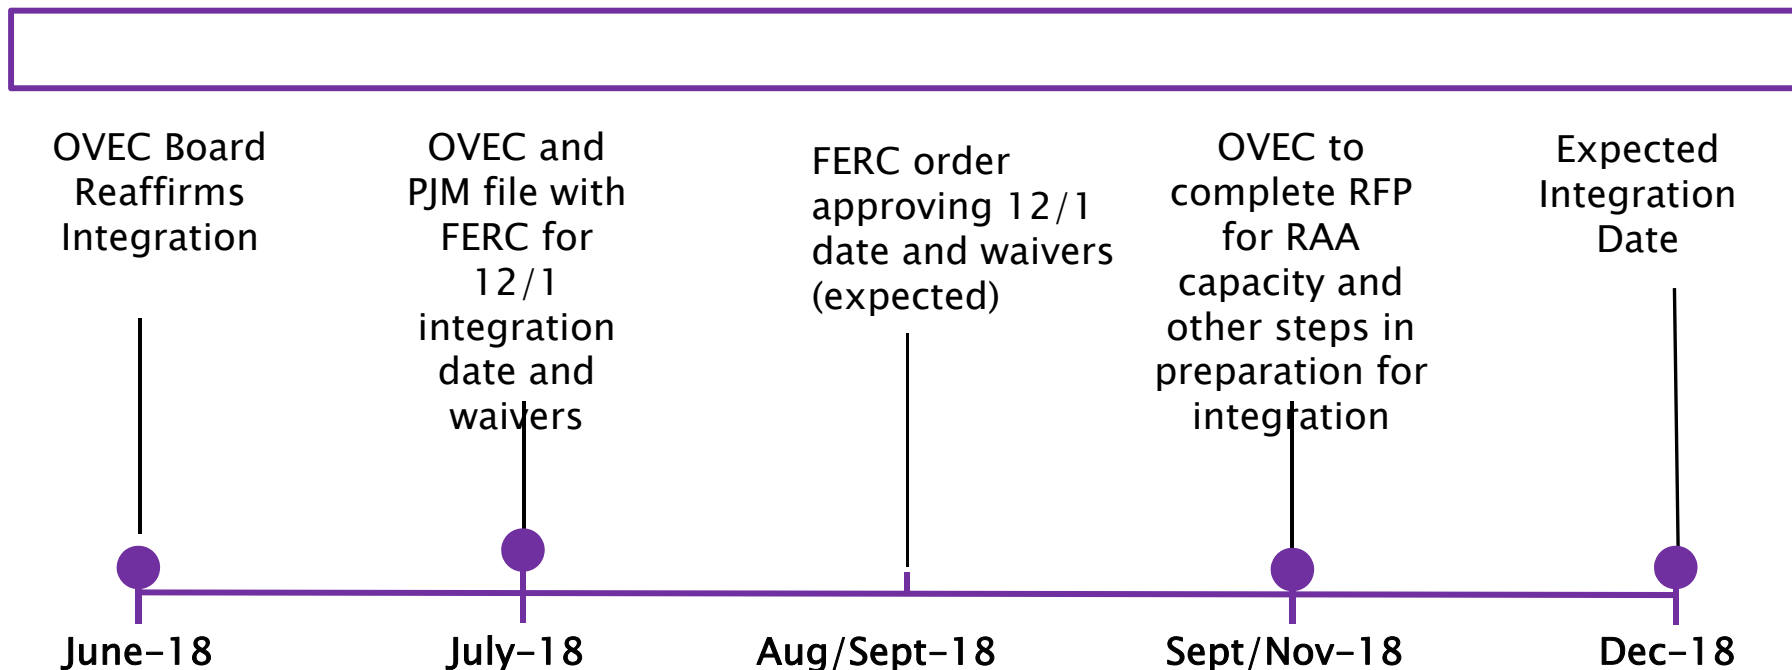 OVEC Board
Reaffirms
Integration
OVEC and
PJM file with
FERC for
12/1
integration
date and
waivers
FERC order
approving 12/1
date and waivers
(expected)
OVEC to
complete RFP
for RAA
capacity and
other steps in
preparation for
integration
Expected
Integration
Date
June-18
July-18
Aug/Sept-18
Sept/Nov-18
Dec-18